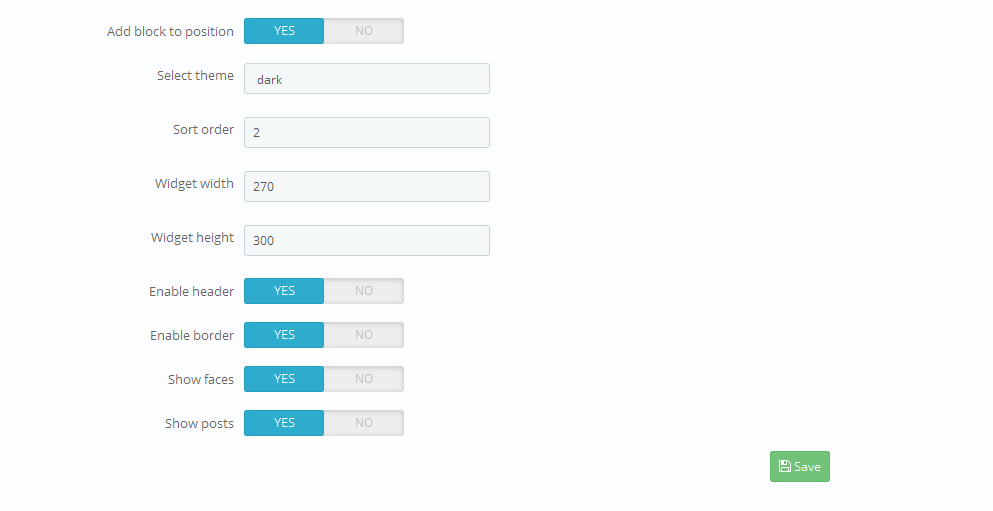 Add block to position YES NO
Select theme dark
Sort order 2
Widget width 270
Widget height 300
Enable header YES NO
Enable border YES NO
Show faces YES NO
Show posts YES NO
Save